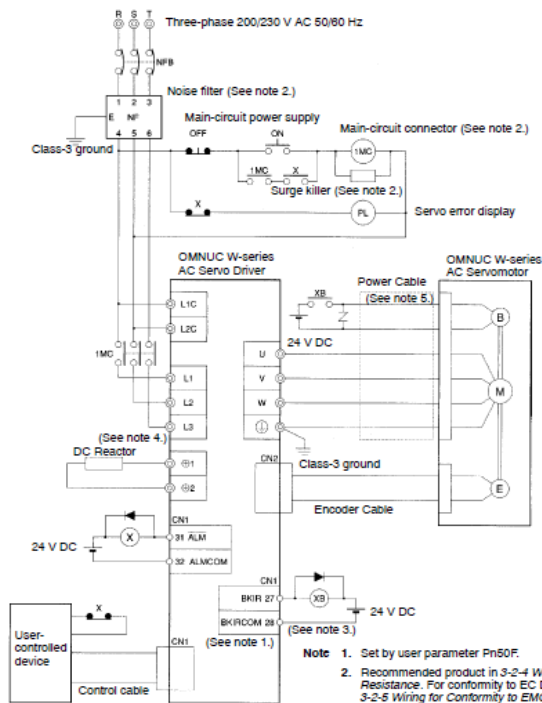 R S T
Three-phase 200/230 V AC 50/60 Hz
NFB
Noise filter (See note 2.)
1 2 3
E NF
4 5 6
Class-3 ground
Main-circuit power supply
OFF
ON
Main-circuit connector (See note 2.)
1MC
1MC X
Surge killer (See note 2.)
X
PL
Servo error display
OMNUC W-series
AC Servo Driver
OMNUC W-series
AC Servomotor
XB
Power Cable
(See note 5.)
L1C
L2C
B
24 V DC
1MC
U
V
W
M
L1
L2
L3
(See note 4.)
DC Reactor
⊕1
⊕2
CN2
Class-3 ground
E
Encoder Cable
CN1
24 V DC
X
31 ALM
32 ALMCOM
CN1
BKIR 27
XB
24 V DC
BKIRCOM 28
(See note 1.)
(See note 3.)
User-
controlled
device
X
CN1
Control cable
Note 1. Set by user parameter Pn50F.
2. Recommended product in 3-2-4 W
Resistance. For conformity to EC D
3-2-5 Wiring for Conformity to EMC